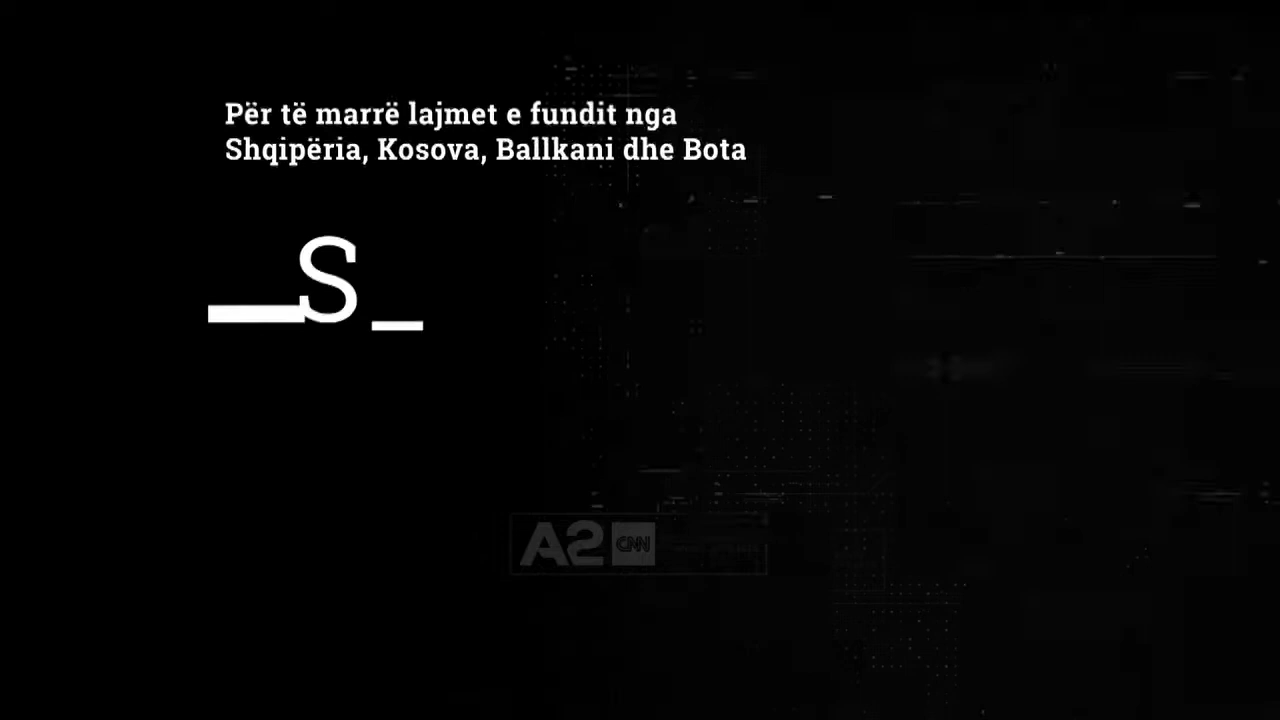 Për të marrë lajmet e fundit nga
Shqipëria, Kosova, Ballkani dhe Bota
_S_
A2 CNN